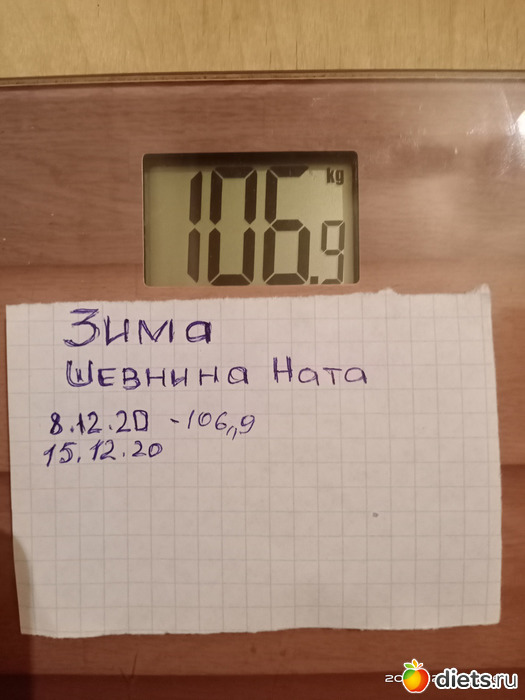 kg
106.9
Зима
Шевнина Ната
8.12.20 - 106,,9
15.12.20
diets.ru